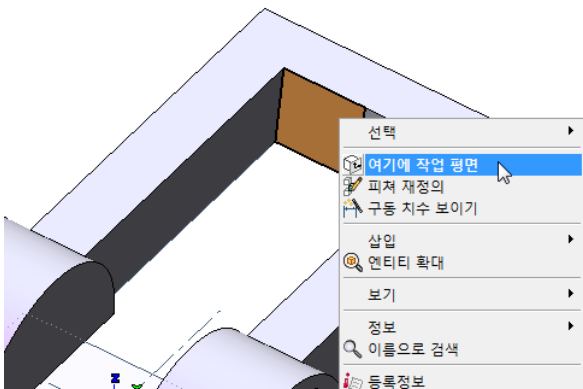 선택
여기에 작업 평면
피쳐 재정의
구동 치수 보이기
삽입
엔티티 확대
보기
정보
이름으로 검색
등록정보
z